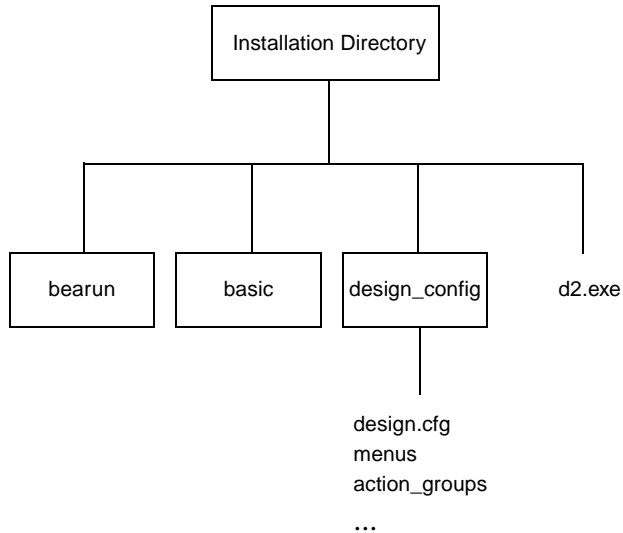 Installation Directory
bearun
basic
design_config
d2.exe
design.cfg
menus
action_groups
...